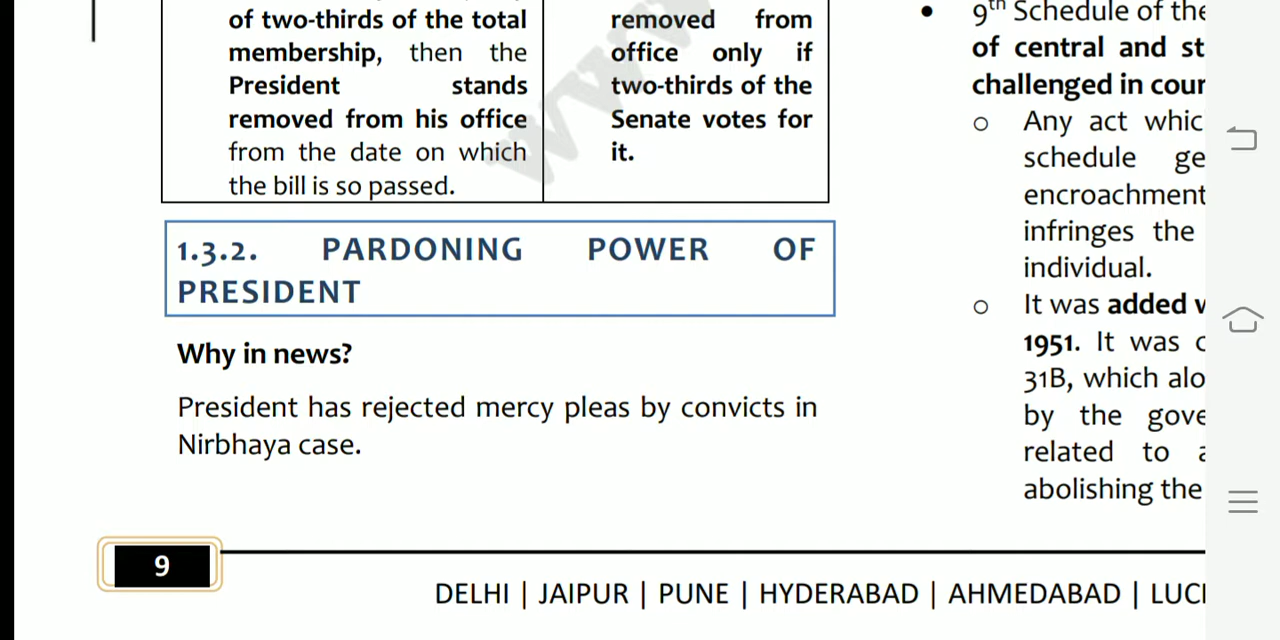 of two-thirds of the total
membership, then the
President stands
removed from his office
from the date on which
the bill is so passed.
removed from
office only if
two-thirds of the
Senate votes for
it.
1.3.2. PARDONING POWER OF
PRESIDENT
Why in news?
President has rejected mercy pleas by convicts in
Nirbhaya case.
• 9th Schedule of the
of central and st
challenged in cour
o Any act whic
schedule ge
encroachment
infringes the
individual.
o It was added
1951. It was
31B, which alo
by the gove
related to
abolishing the
9
DELHI | JAIPUR | PUNE | HYDERABAD | AHMEDABAD | LUC
www